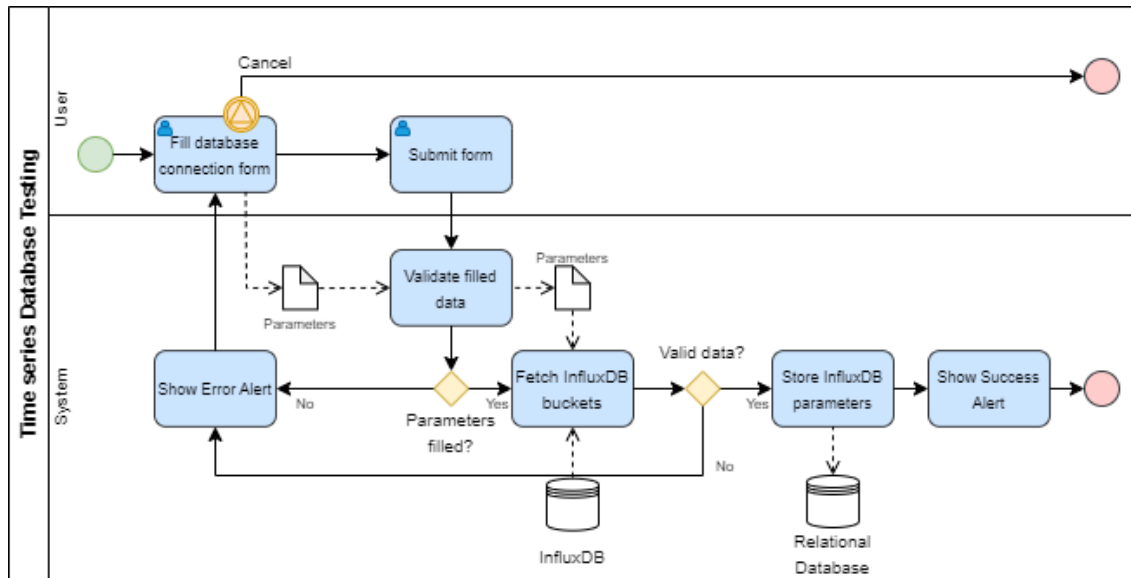 Time series Database Testing
User
System
Cancel
Fill database
connection form
Submit form
Parameters
Validate filled
data
Parameters
Show Error Alert
No
Parameters
filled?
Yes
Fetch InfluxDB
buckets
Valid data?
Yes
No
Store InfluxDB
parameters
Show Success
Alert
InfluxDB
Relational
Database